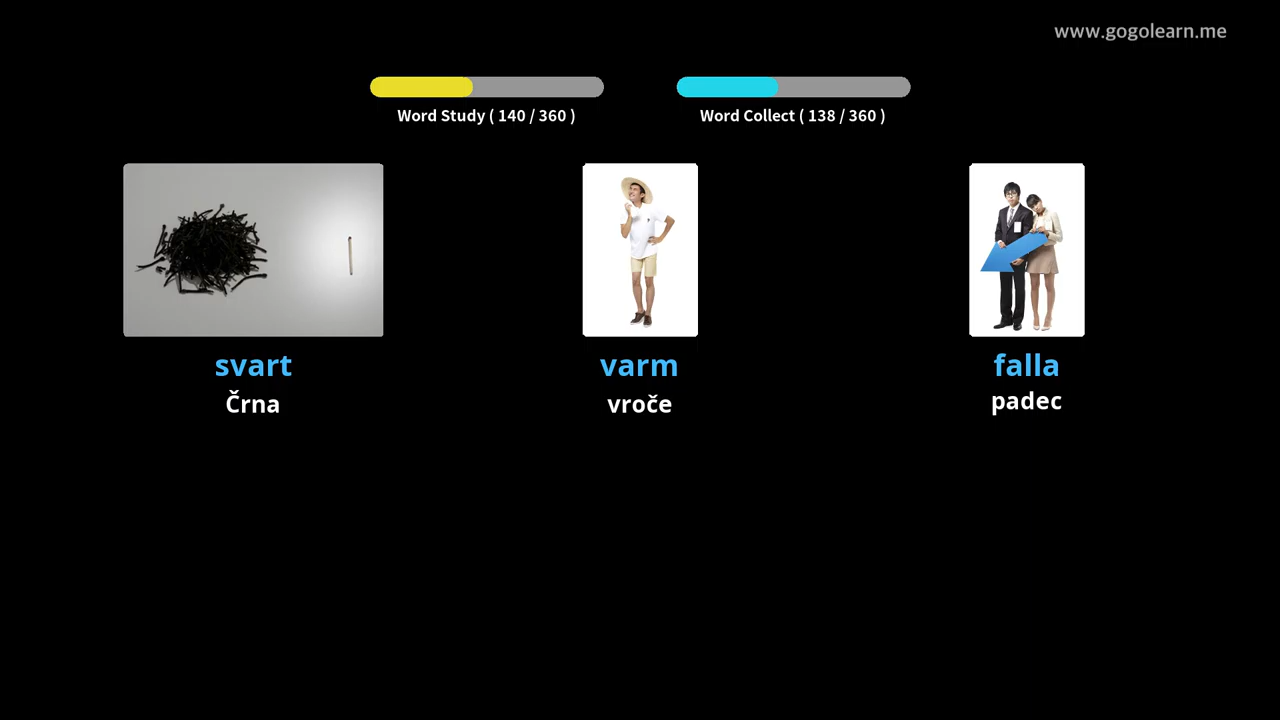 www.gogolearn.me
Word Study ( 140 / 360 )
Word Collect ( 138 / 360 )
svart
Črna
varm
vroče
falla
padec